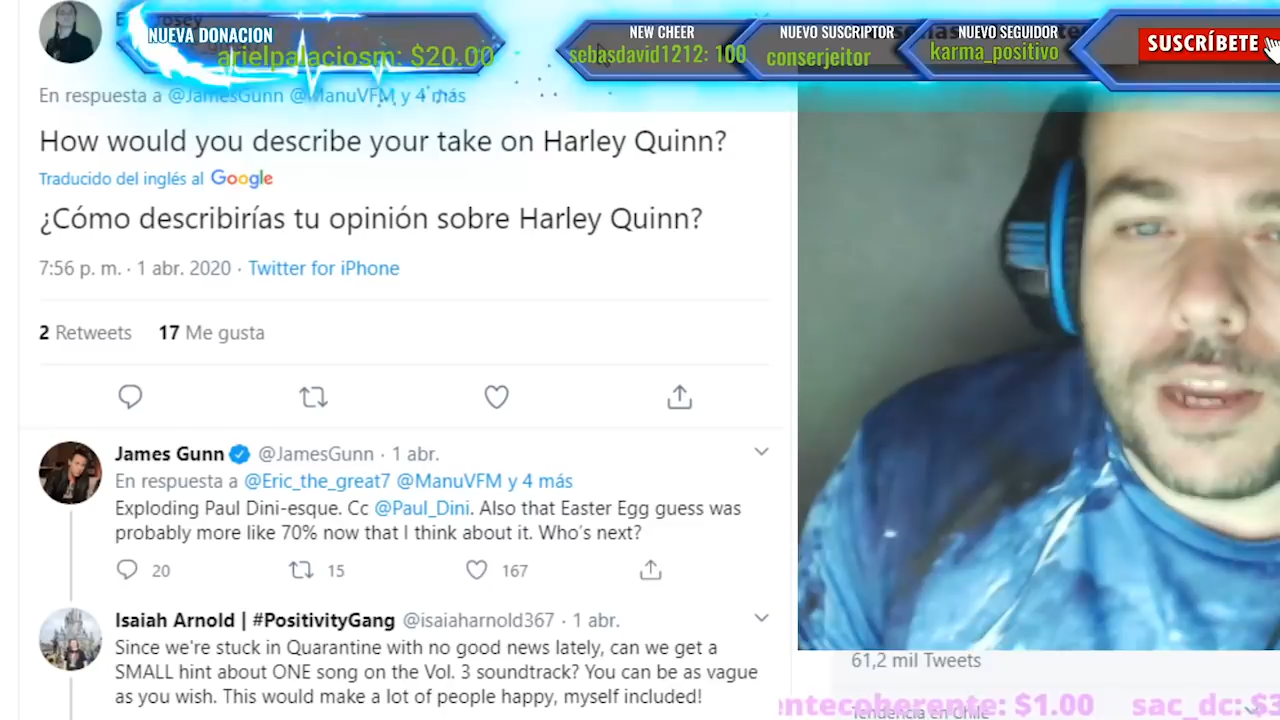 NUEVA DONACION
arielpalaciosm: $20.00
NEW CHEER
sebasdavid1212: 100
NUEVO SUSCRIPTOR
conserjeitor
NUEVO SEGUIDOR
karma_positivo
SUSCRÍBETE
En respuesta a @JamesGunn @ManuVFM y 4 más
How would you describe your take on Harley Quinn?
Traducido del inglés al Google
¿Cómo describirías tu opinión sobre Harley Quinn?
7:56 p. m. · 1 abr. 2020 · Twitter for iPhone
2 Retweets 17 Me gusta
James Gunn @JamesGunn · 1 abr.
En respuesta a @Eric_the_great7 @ManuVFM y 4 más
Exploding Paul Dini-esque. Cc @Paul_Dini. Also that Easter Egg guess was
probably more like 70% now that I think about it. Who's next?
20 15 167
Isaiah Arnold | #PositivityGang @isaiaharnold367 · 1 abr.
Since we're stuck in Quarantine with no good news lately, can we get a
SMALL hint about ONE song on the Vol. 3 soundtrack? You can be as vague
as you wish. This would make a lot of people happy, myself included!
61,2 mil Tweets
Tendencia en Chile
entecoherente: $1.00 sac_dc: $3